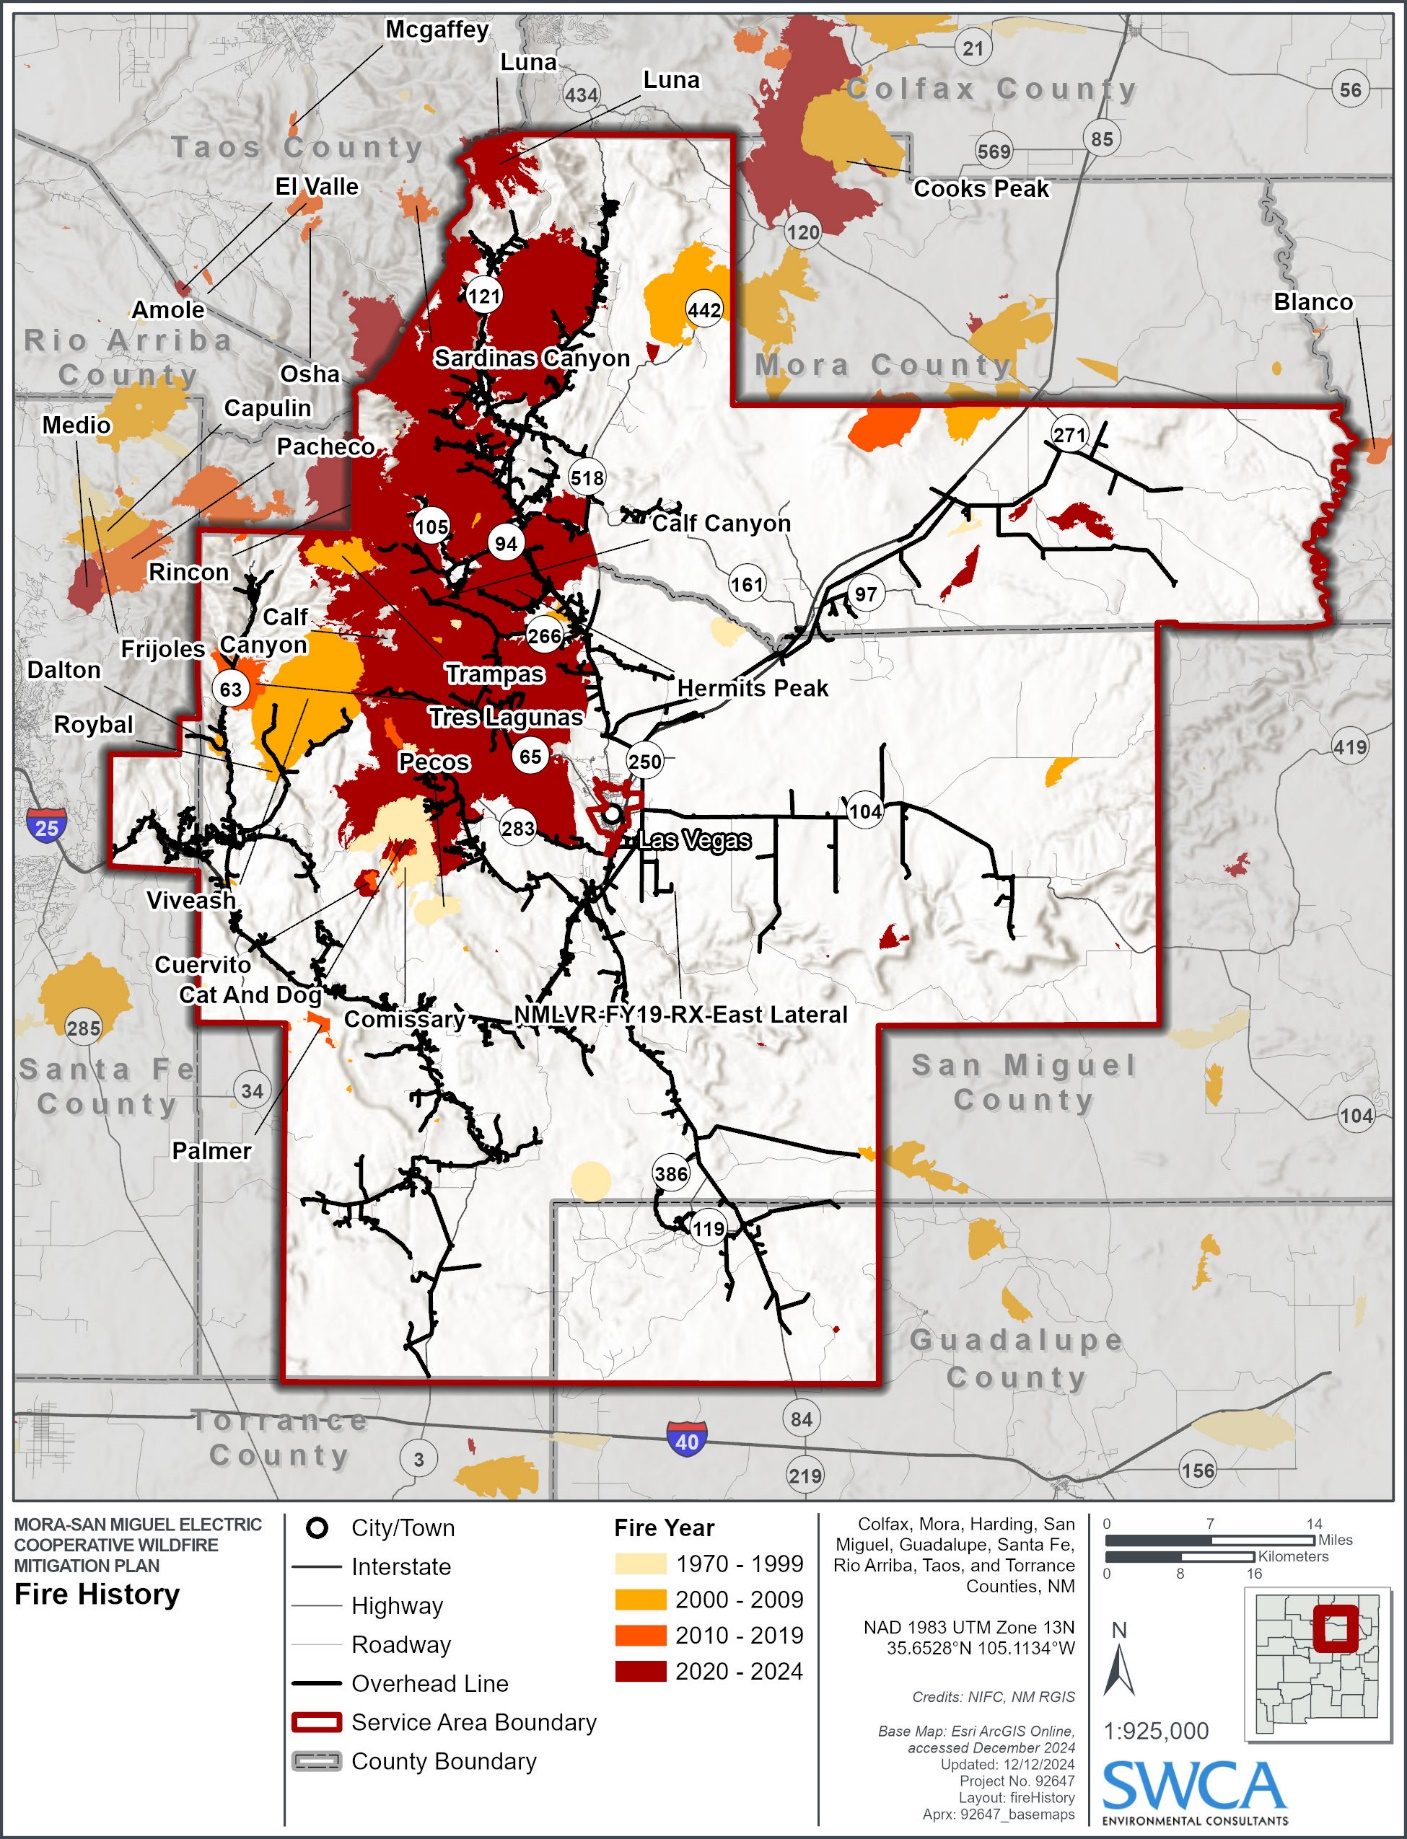 Mcgaffey
Luna
Luna
434
21
Colfax County
56
85
569
Taos County
El Valle
Cooks Peak
120
121
442
Blanco
Amole
Rio Arriba
County
Sardinas Canyon
Mora County
Osha
Capulin
Medio
Pacheco
271
518
105
94
Calf Canyon
Rincon
161
97
Calf
Canyon
Frijoles
266
Dalton
63
Trampas
Hermits Peak
Roybal
Tres Lagunas
65
250
419
Pecos
25
283
104
Las Vegas
Viveash
Cuervito
Cat And Dog
Comissary
NMLVR-FY19-RX-East Lateral
285
Santa Fe
County
34
San Miguel
County
104
Palmer
386
119
Guadalupe
County
Torrance
County
3
40
84
219
156
MORA-SAN MIGUEL ELECTRIC
COOPERATIVE WILDFIRE
MITIGATION PLAN
Fire History
City/Town
Interstate
Highway
Roadway
Overhead Line
Service Area Boundary
County Boundary
Fire Year
1970 - 1999
2000 - 2009
2010 - 2019
2020 - 2024
Colfax, Mora, Harding, San
Miguel, Guadalupe, Santa Fe,
Rio Arriba, Taos, and Torrance
Counties, NM
NAD 1983 UTM Zone 13N
35.6528°N 105.1134°W
Credits: NIFC, NM RGIS
Base Map: Esri ArcGIS Online,
accessed December 2024
Updated: 12/12/2024
Project No. 92647
Layout: fireHistory
Aprx: 92647_basemaps
0 7 14
Miles
Kilometers
0 8 16
N
1:925,000
SWCA
ENVIRONMENTAL CONSULTANTS